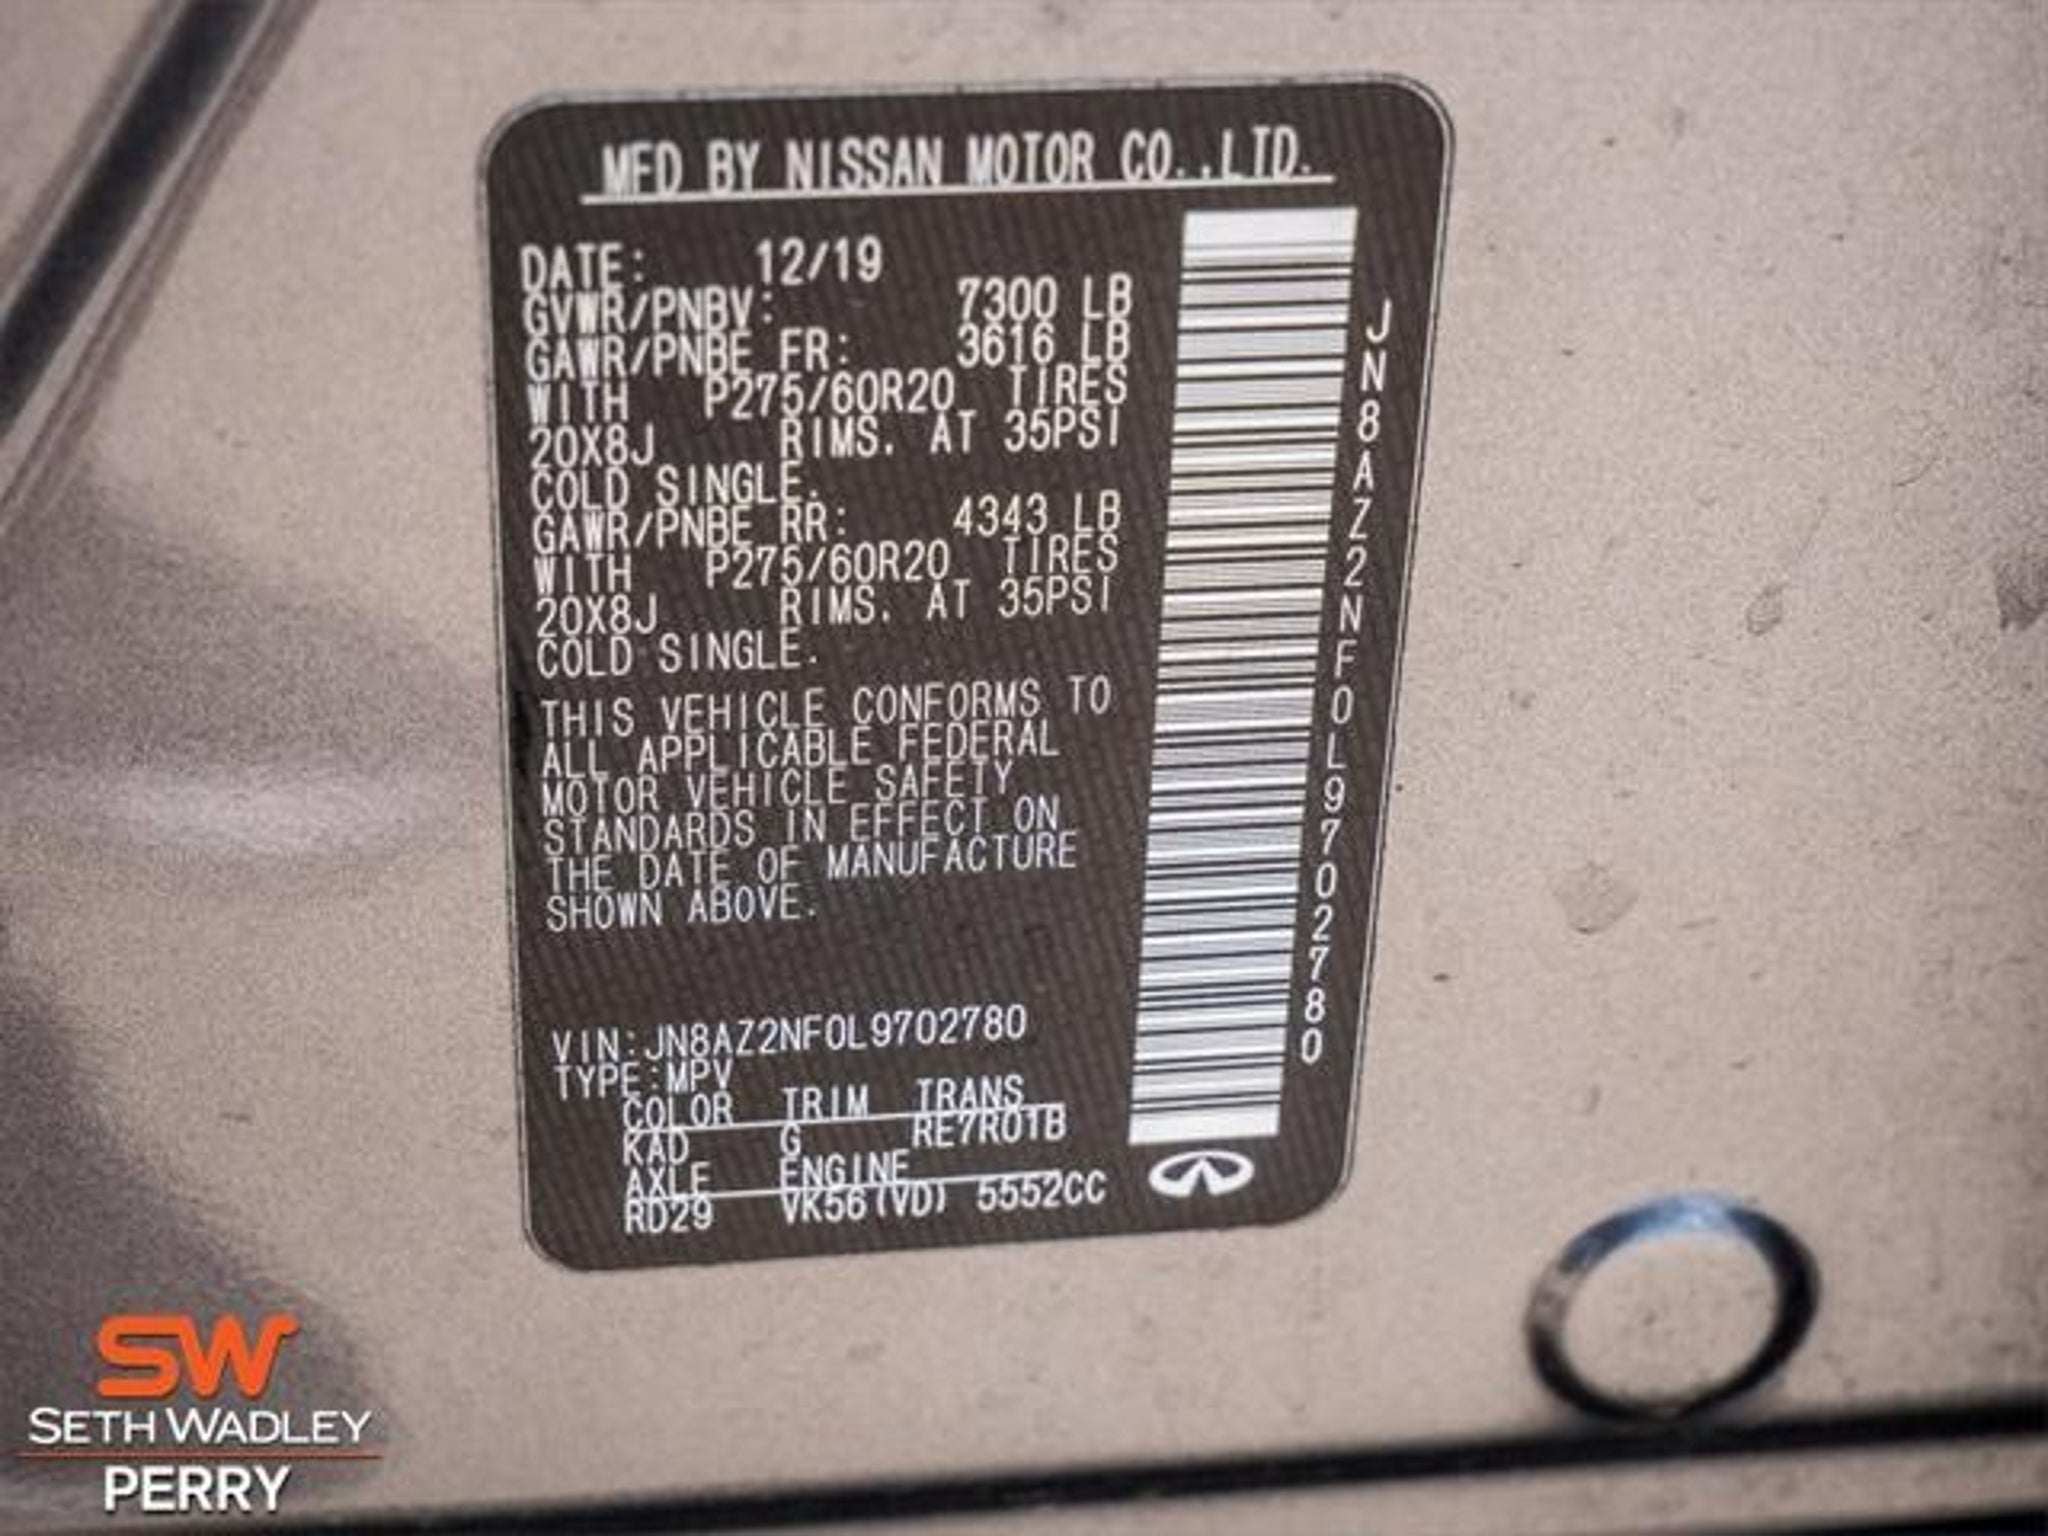 MFD BY NISSAN MOTOR CO.,LTD.
DATE: 12/19
GVWR/PNBV: 7300 LB
GAWR/PNBE FR: 3616 LB
WITH P275/60R20 TIRES
20X8J RIMS. AT 35PSI
COLD SINGLE.
GAWR/PNBE RR: 4343 LB
WITH P275/60R20 TIRES
20X8J RIMS. AT 35PSI
COLD SINGLE.
THIS VEHICLE CONFORMS TO
ALL APPLICABLE FEDERAL
MOTOR VEHICLE SAFETY
STANDARDS IN EFFECT ON
THE DATE OF MANUFACTURE
SHOWN ABOVE.
VIN:JN8AZ2NF0L9702780
TYPE:MPV
COLOR TRIM TRANS
KAD G RE7R01B
AXLE ENGINE
RD29 VK56(VD) 5552CC
JN8AZ2NF0L9702780
SW
SETH WADLEY
PERRY